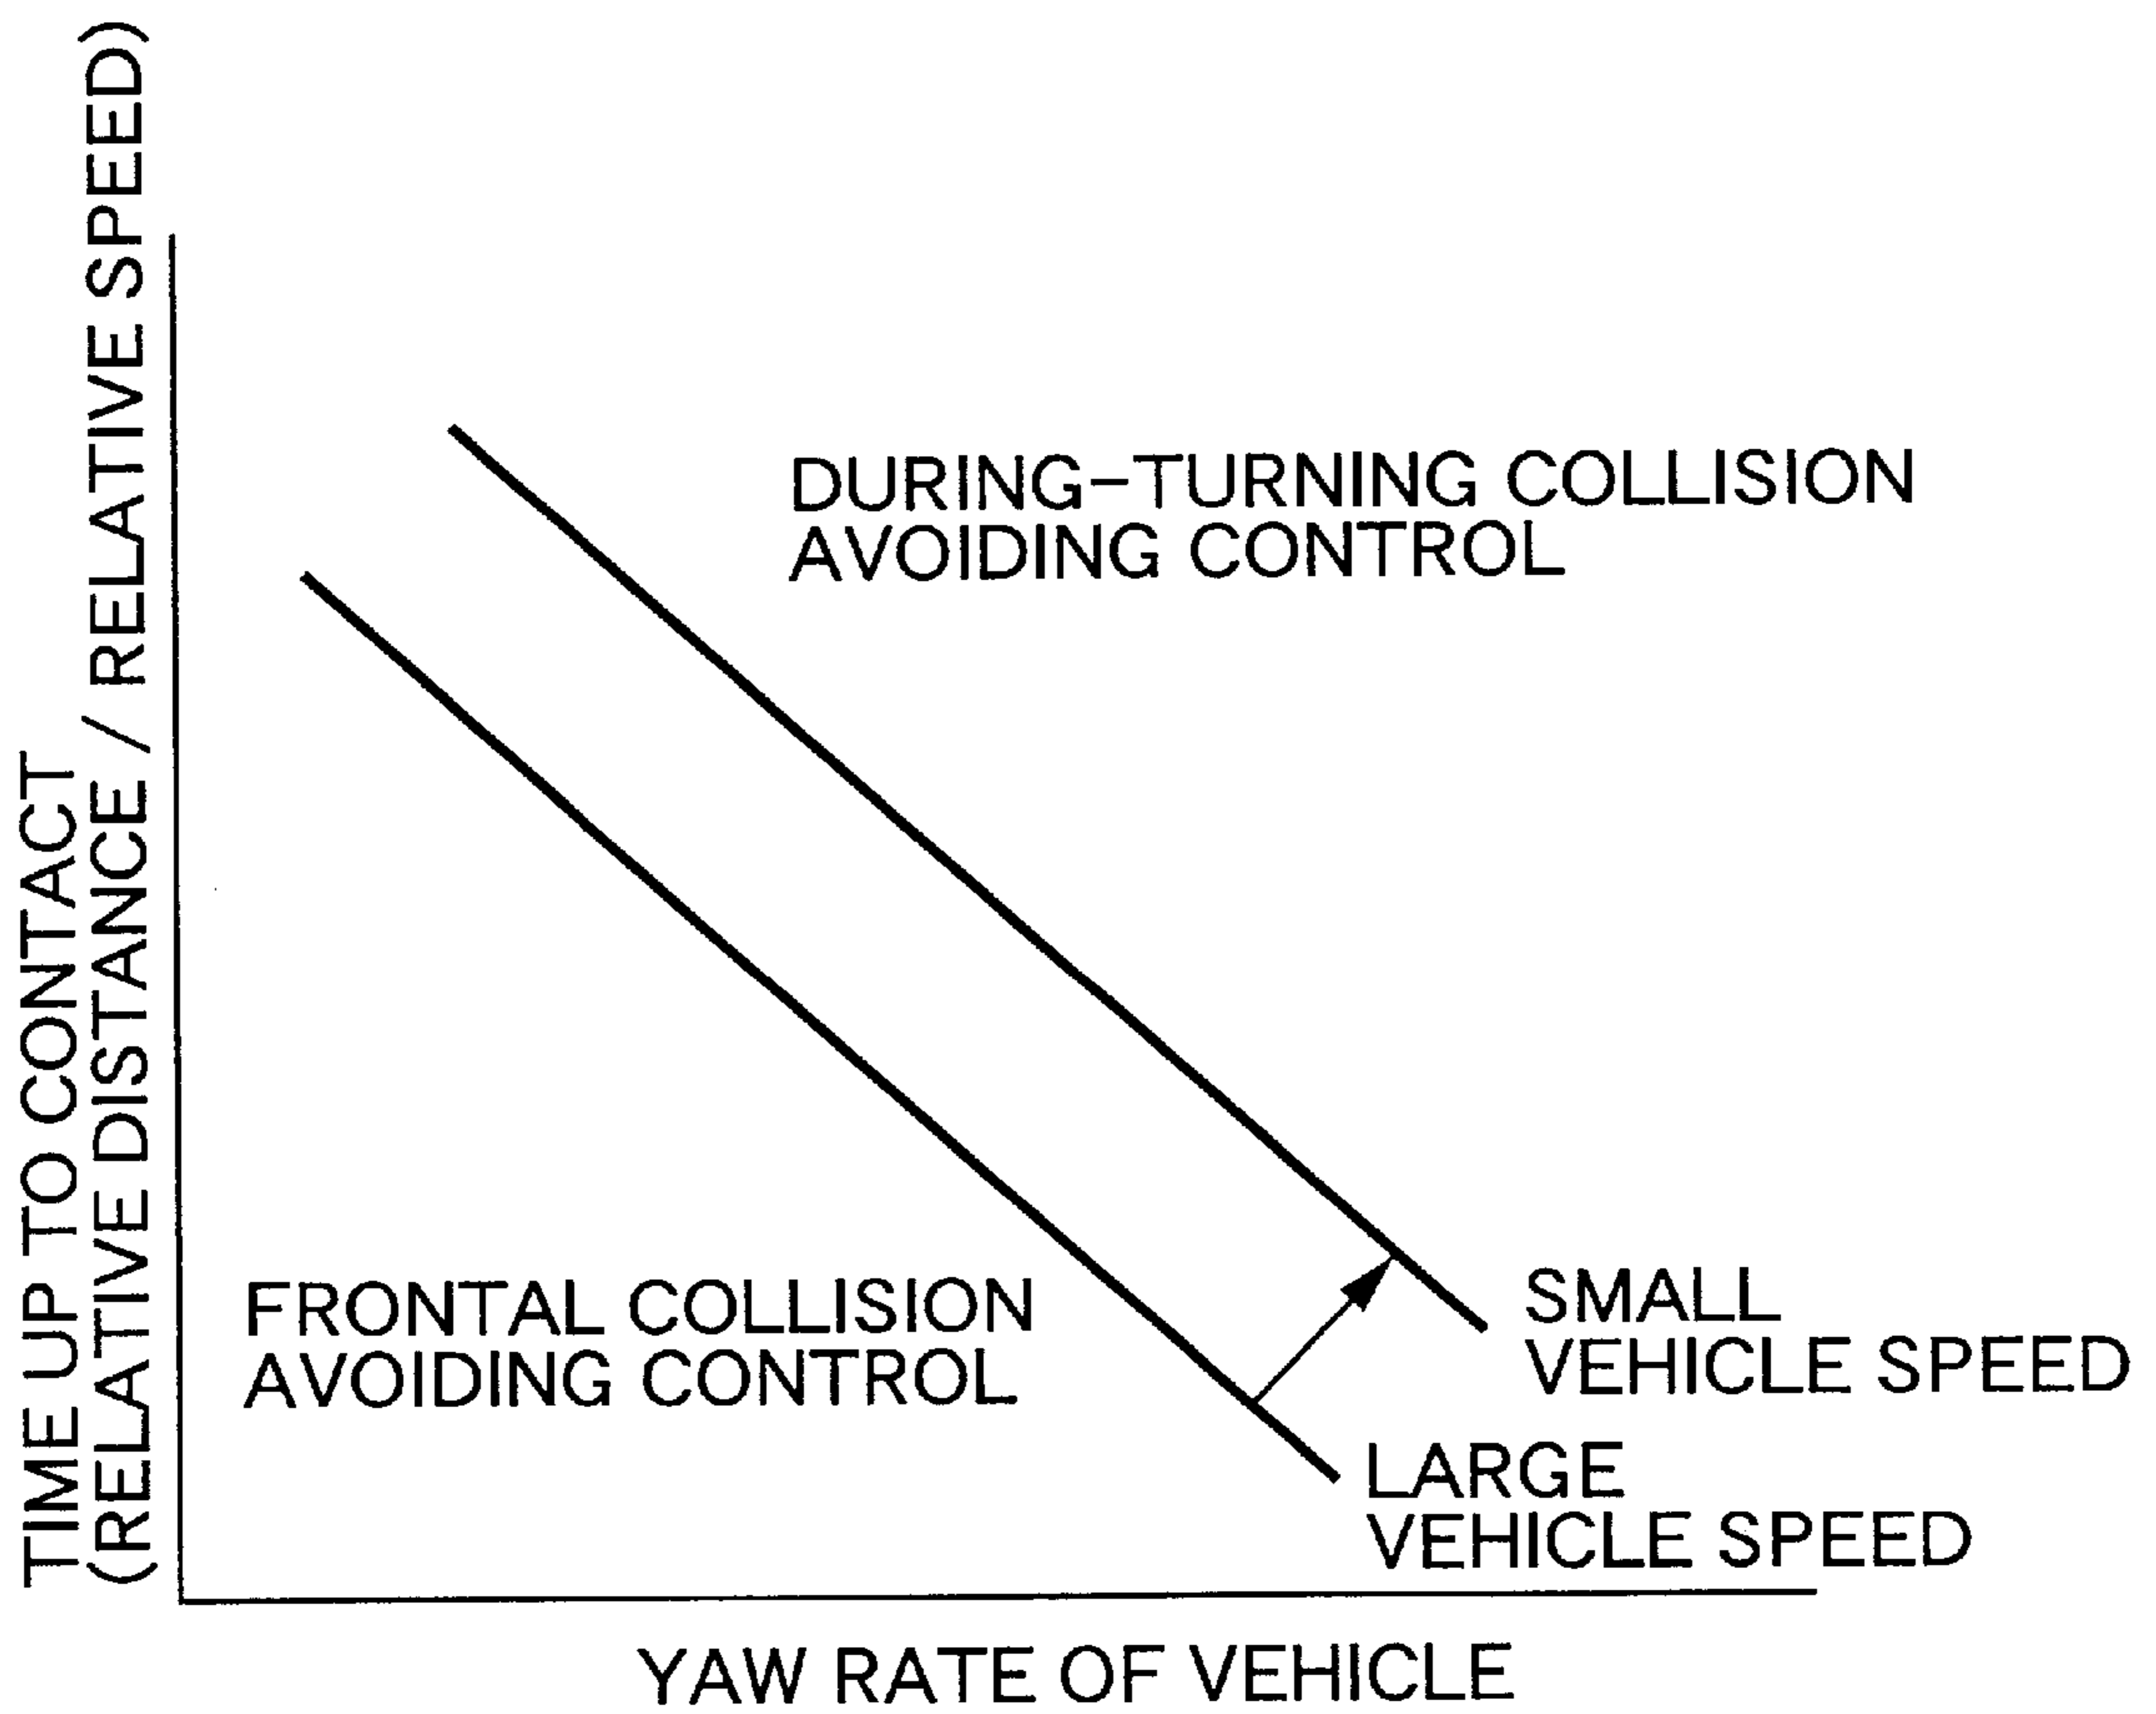 TIME UP TO CONTACT
(RELATIVE DISTANCE / RELATIVE SPEED)
DURING-TURNING COLLISION
AVOIDING CONTROL
FRONTAL COLLISION
AVOIDING CONTROL
SMALL
VEHICLE SPEED
LARGE
VEHICLE SPEED
YAW RATE OF VEHICLE